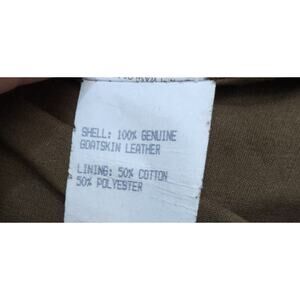 SHELL: 100% GENUINE
GOATSKIN LEATHER
LINING: 50% COTTON
50% POLYESTER